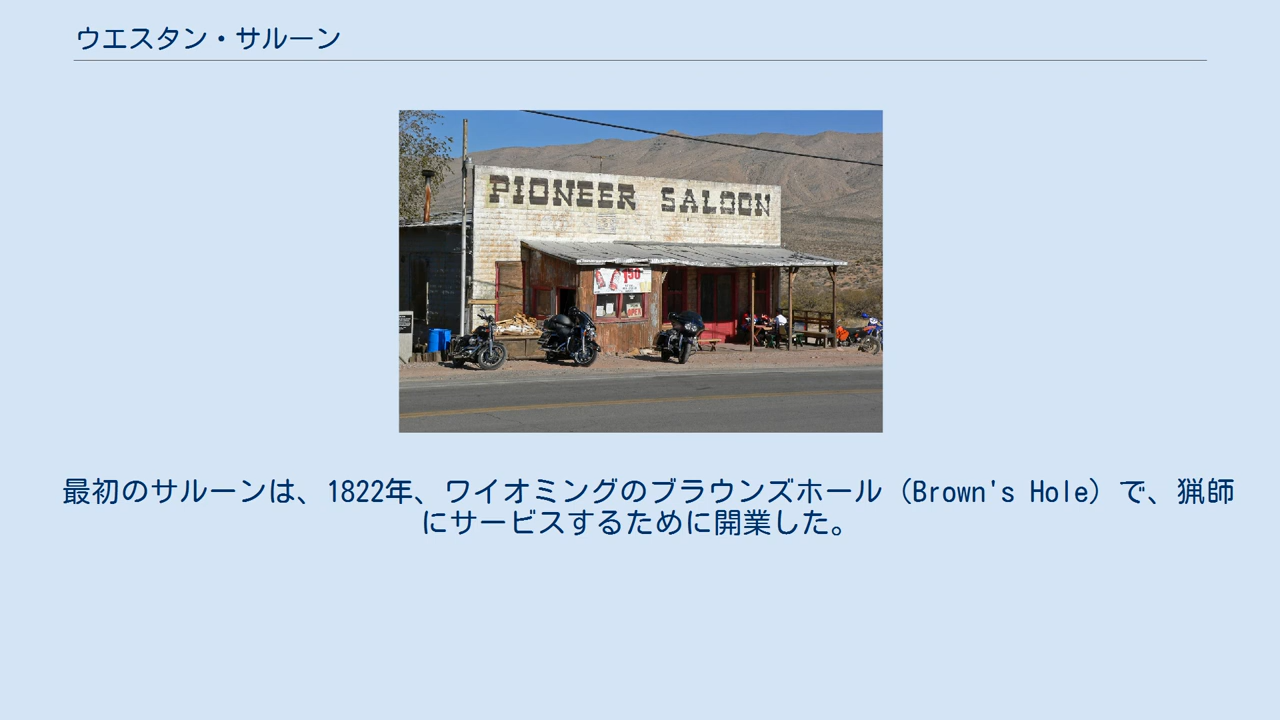 ウエスタン・サルーン
PIONEER SALOON
1.50
OPEN
最初のサルーンは、1822年、ワイオミングのブラウンズホール（Brown's Hole）で、猟師
にサービスするために開業した。